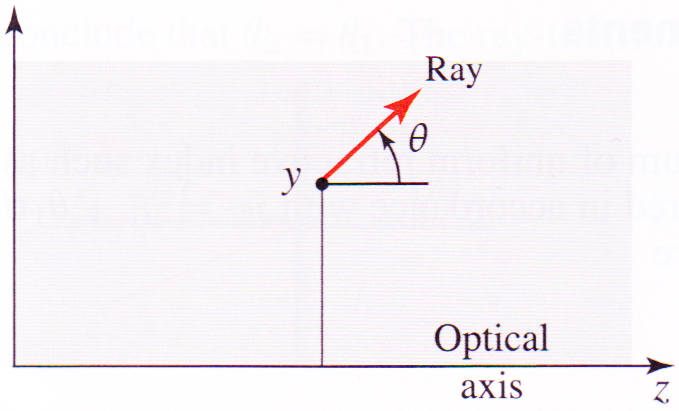 Ray
θ
y
Optical
axis
z